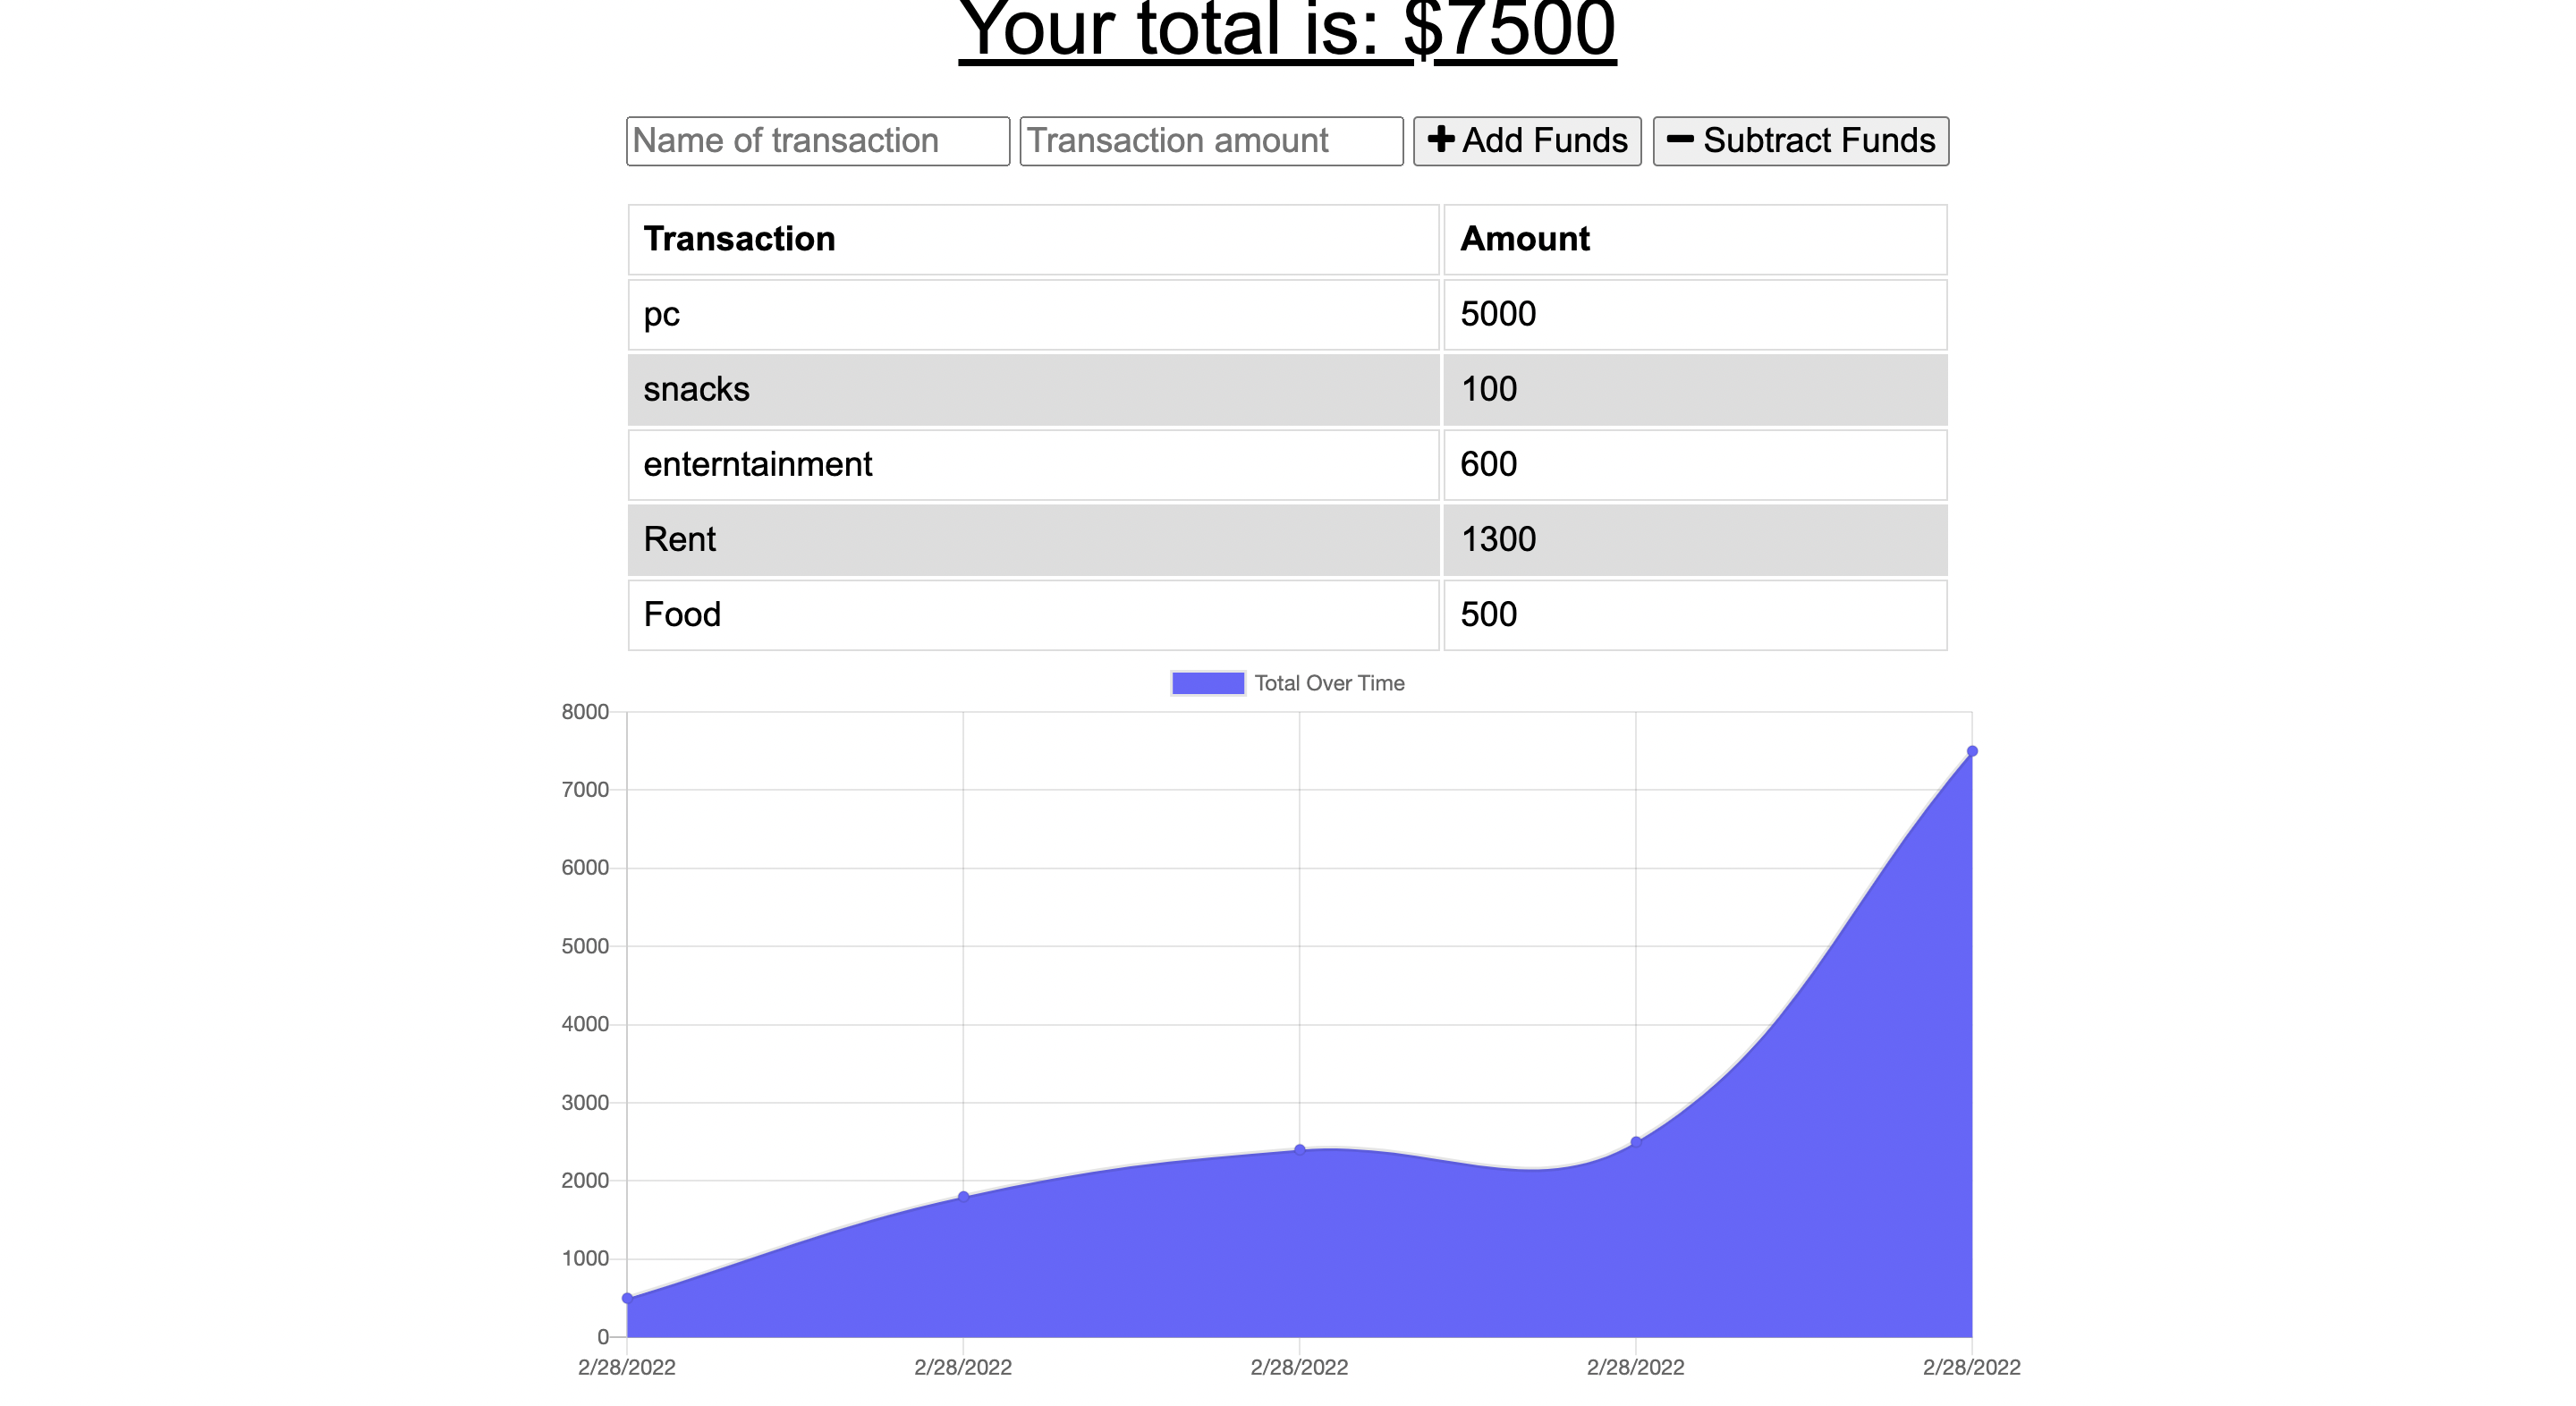 Your total is: $7500
Name of transaction Transaction amount Add Funds Subtract Funds
Transaction Amount
pc 5000
snacks 100
enterntainment 600
Rent 1300
Food 500
Total Over Time
8000
7000
6000
5000
4000
3000
2000
1000
0
2/28/2022 2/28/2022 2/28/2022 2/28/2022 2/28/2022